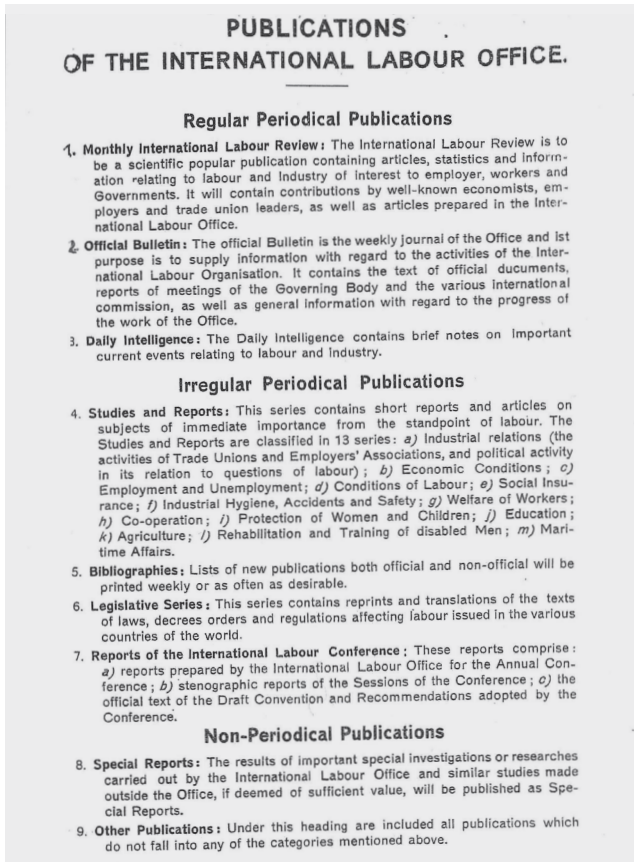 PUBLICATIONS
OF THE INTERNATIONAL LABOUR OFFICE.
Regular Periodical Publications
1. Monthly International Labour Review: The International Labour Review is to
be a scientific popular publication containing articles, statistics and inform-
ation relating to labour and Industry of interest to employer, workers and
Governments. It will contain contributions by well-known economists, em-
ployers and trade union leaders, as well as articles prepared in the Inter-
national Labour Office.
2. Official Bulletin: The official Bulletin is the weekly journal of the Office and ist
purpose is to supply information with regard to the activities of the Inter-
national Labour Organisation. It contains the text of official ducuments,
reports of meetings of the Governing Body and the various international
commission, as well as general information with regard to the progress of
the work of the Office.
3. Daily Intelligence: The Daily Intelligence contains brief notes on important
current events relating to labour and industry.
Irregular Periodical Publications
4. Studies and Reports: This series contains short reports and articles on
subjects of immediate importance from the standpoint of labour. The
Studies and Reports are classified in 13 series: a) Industrial relations (the
activities of Trade Unions and Employers' Associations, and political activity
in its relation to questions of labour); b) Economic Conditions; c)
Employment and Unemployment; d) Conditions of Labour; e) Social Insu-
rance; f) Industrial Hygiene, Accidents and Safety; g) Welfare of Workers;
h) Co-operation; i) Protection of Women and Children; j) Education;
k) Agriculture; l) Rehabilitation and Training of disabled Men; m) Mari-
time Affairs.
5. Bibliographies: Lists of new publications both official and non-official will be
printed weekly or as often as desirable.
6. Legislative Series: This series contains reprints and translations of the texts
of laws, decrees orders and regulations affecting labour issued in the various
countries of the world.
7. Reports of the International Labour Conference: These reports comprise:
a) reports prepared by the International Labour Office for the Annual Con-
ference; b) stenographic reports of the Sessions of the Conference; c) the
official text of the Draft Convention and Recommendations adopted by the
Conference.
Non-Periodical Publications
8. Special Reports: The results of important special investigations or researches
carried out by the International Labour Office and similar studies made
outside the Office, if deemed of sufficient value, will be published as Spe-
cial Reports.
9. Other Publications: Under this heading are included all publications which
do not fall into any of the categories mentioned above.